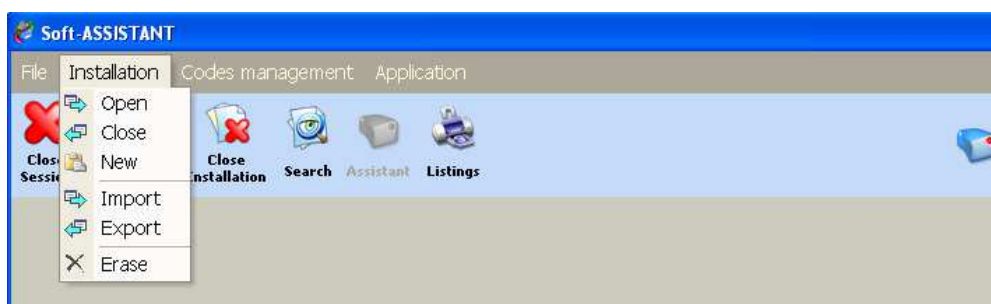 Soft-ASSISTANT
File Installation Codes management Application
Open
Close
New
Import
Export
Erase
Close
Installation
Search
Assistant
Listings